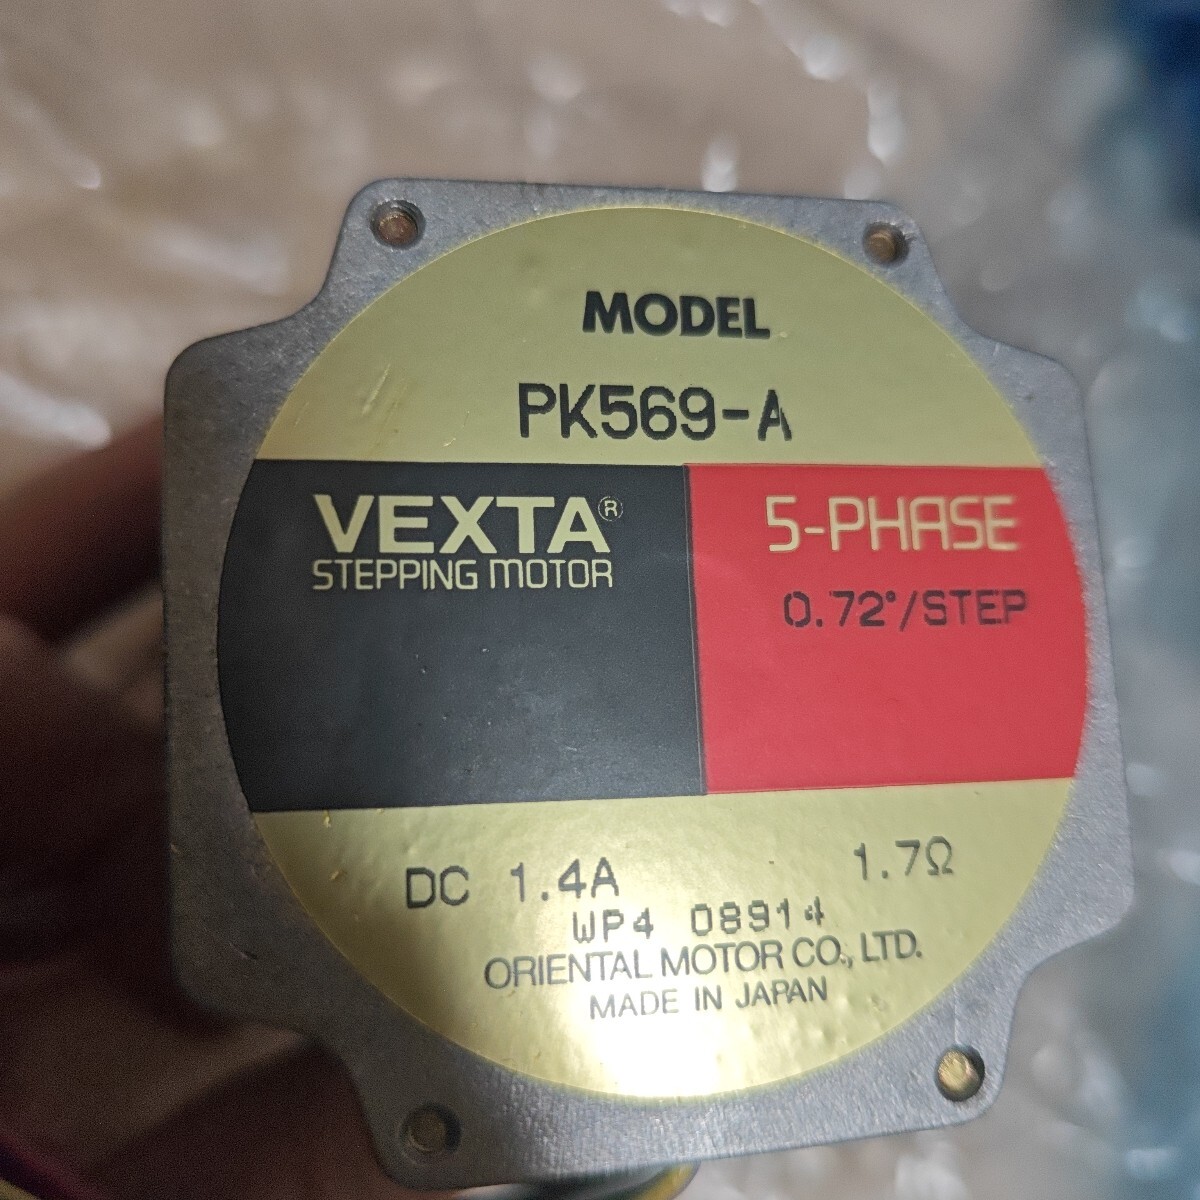 MODEL
PK569-A
VEXTA®
STEPPING MOTOR
5-PHASE
0.72°/STEP
DC 1.4A 1.7Ω
WP4 08914
ORIENTAL MOTOR CO., LTD.
MADE IN JAPAN